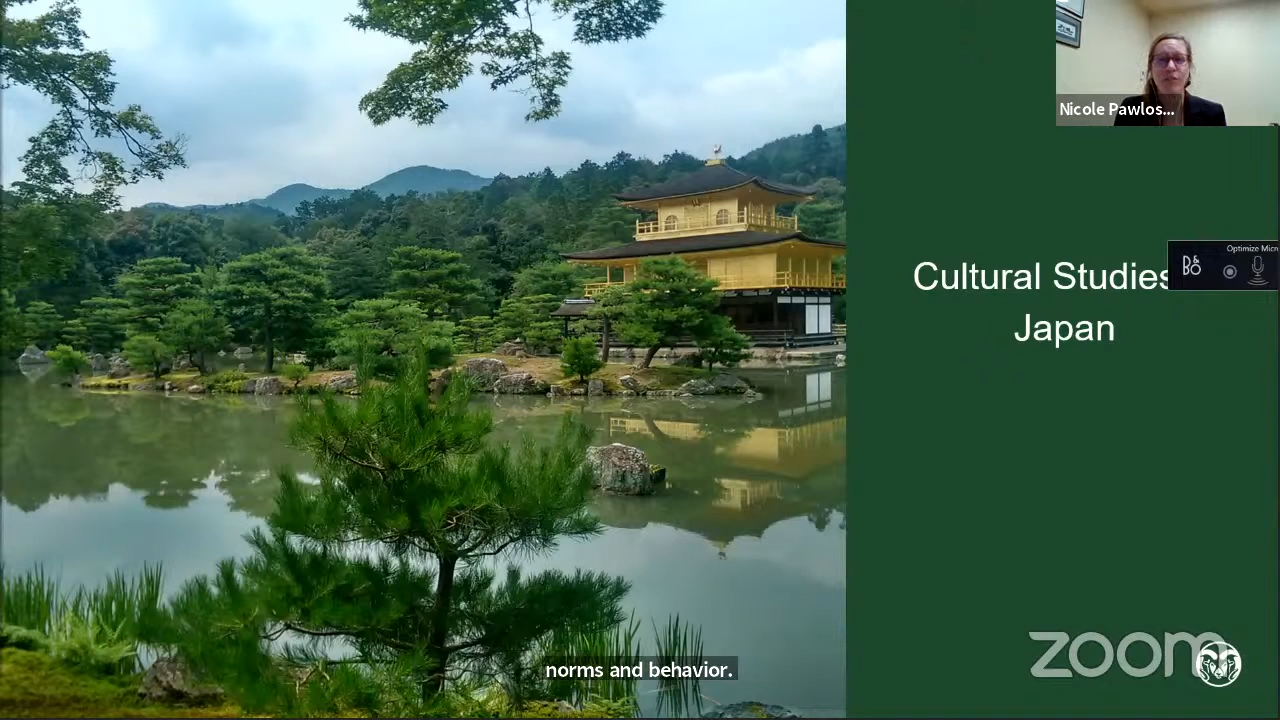 Nicole Pawlos...
Optimize Micr
B&O
Cultural Studies
Japan
norms and behavior.
zoom